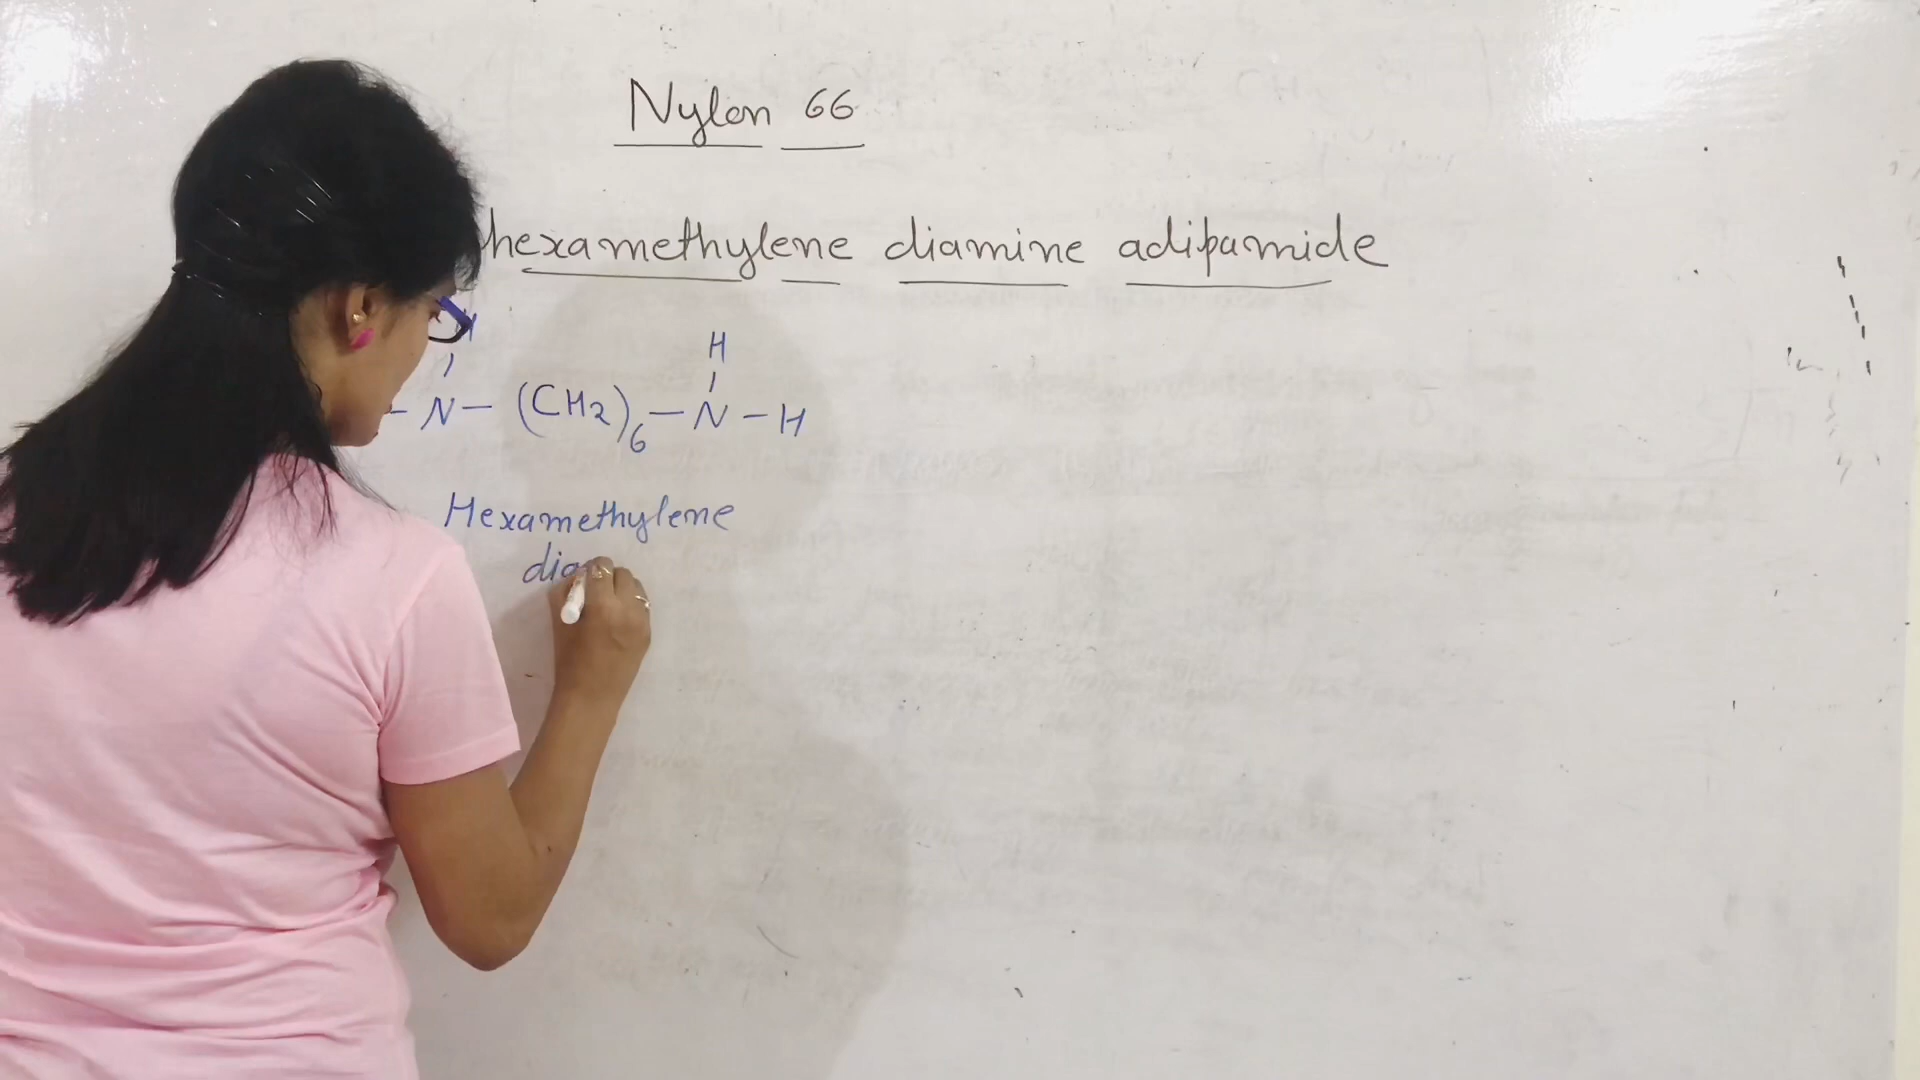 Nylon 66
hexamethylene diamine adipamide
H
H
- N - (CH2)6 - N - H
Hexamethylene
dia